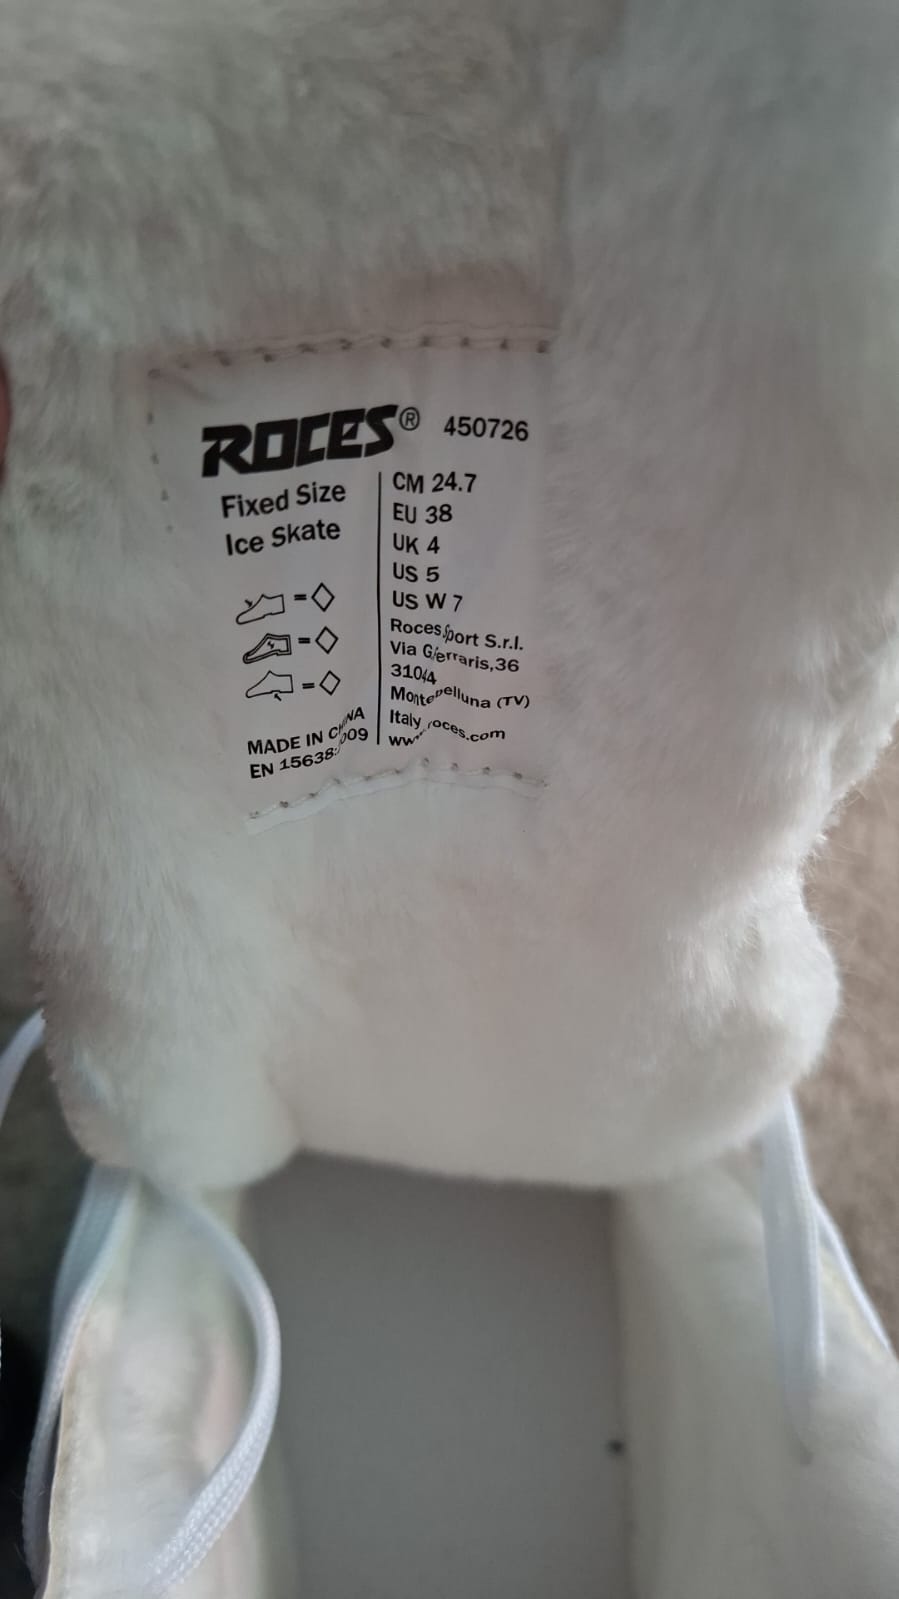 ROCES® 450726
Fixed Size
Ice Skate
=
=
=
MADE IN CHINA
EN 15638:2009
CM 24.7
EU 38
UK 4
US 5
US W 7
Roces Sport S.r.l.
Via G.Ferraris,36
31044
Montebelluna (TV)
Italy
www.roces.com